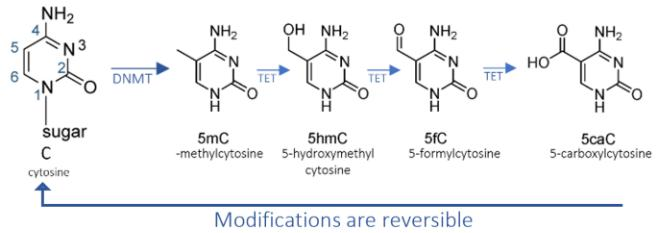 NH₂
4
5
N 3
6
2
1 N
O
sugar
C
cytosine
DNMT
NH₂
N
N
H
O
5mC
-methylcytosine
TET
OH
NH₂
N
N
H
O
5hmC
5-hydroxymethyl
cytosine
TET
O
NH₂
N
N
H
O
5fC
5-formylcytosine
TET
O
HO
NH₂
N
N
H
O
5caC
5-carboxylcytosine
Modifications are reversible